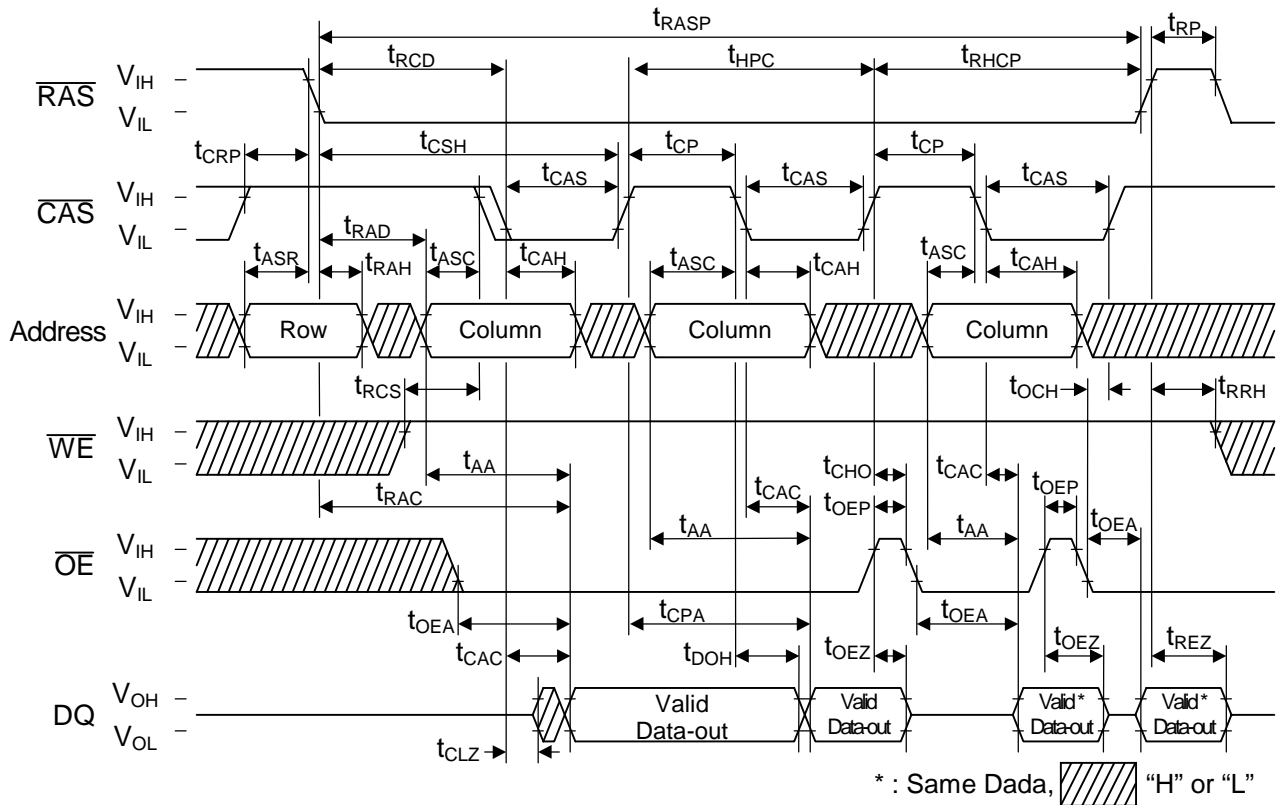 tRASP
tRP
tRCD
tHPC
tRHCP
RAS
VIH
VIL
tCRP
tCSH
tCP
tCP
tCAS
tCAS
tCAS
CAS
VIH
VIL
tRAD
tASR
tRAH
tASC
tCAH
tASC
tCAH
tASC
tCAH
Address
VIH
VIL
Row
Column
Column
Column
tRCS
tOCH
tRRH
WE
VIH
VIL
tAA
tCHO
tCAC
tRAC
tCAC
tOEP
tOEP
tAA
tAA
tOEA
OE
VIH
VIL
tOEA
tCPA
tOEA
tCAC
tDOH
tOEZ
tOEZ
tREZ
DQ
VOH
VOL
Valid
Data-out
Valid
Data-out
Valid*
Data-out
Valid*
Data-out
tCLZ
* : Same Dada, "H" or "L"